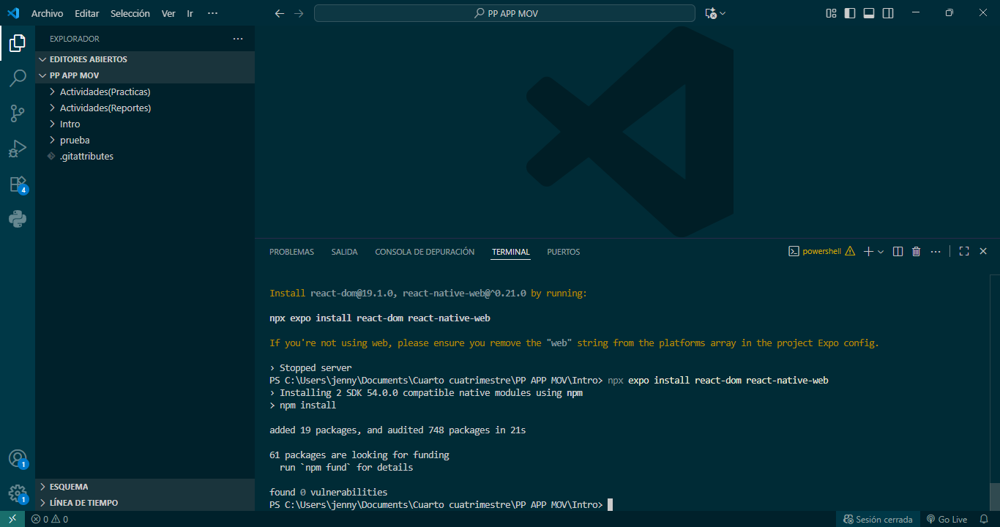 Archivo Editar Selección Ver Ir ···
PP APP MOV
EXPLORADOR
EDITORES ABIERTOS
PP APP MOV
Actividades(Practicas)
Actividades(Reportes)
Intro
prueba
.gitattributes
4
1
1
ESQUEMA
LÍNEA DE TIEMPO
PROBLEMAS SALIDA CONSOLA DE DEPURACIÓN TERMINAL PUERTOS
powershell
Install react-dom@19.1.0, react-native-web@^0.21.0 by running:
npx expo install react-dom react-native-web
If you're not using web, please ensure you remove the "web" string from the platforms array in the project Expo config.
› Stopped server
PS C:\Users\jenny\Documents\Cuarto cuatrimestre\PP APP MOV\Intro> npx expo install react-dom react-native-web
› Installing 2 SDK 54.0.0 compatible native modules using npm
> npm install
added 19 packages, and audited 748 packages in 21s
61 packages are looking for funding
run `npm fund` for details
found 0 vulnerabilities
PS C:\Users\jenny\Documents\Cuarto cuatrimestre\PP APP MOV\Intro>
0 0
Sesión cerrada
Go Live